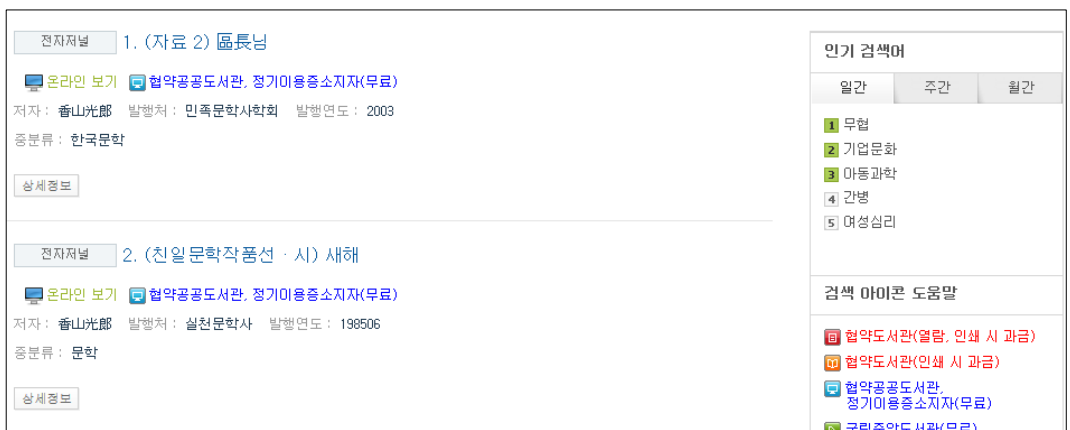 전자저널 1. (자료 2) 區長님
온라인 보기 협약공공도서관, 정기이용증소지자(무료)
저자 : 香山光郎 발행처 : 민족문학사학회 발행연도 : 2003
중분류 : 한국문학
상세정보
전자저널 2. (친일문학작품선 · 시) 새해
온라인 보기 협약공공도서관, 정기이용증소지자(무료)
저자 : 香山光郎 발행처 : 실천문학사 발행연도 : 198506
중분류 : 문학
상세정보
인기 검색어
일간 주간 월간
1 무협
2 기업문화
3 아동과학
4 간병
5 여성심리
검색 아이콘 도움말
협약도서관(열람, 인쇄 시 과금)
협약도서관(인쇄 시 과금)
협약공공도서관,
정기이용증소지자(무료)
국립중앙도서관(무료)